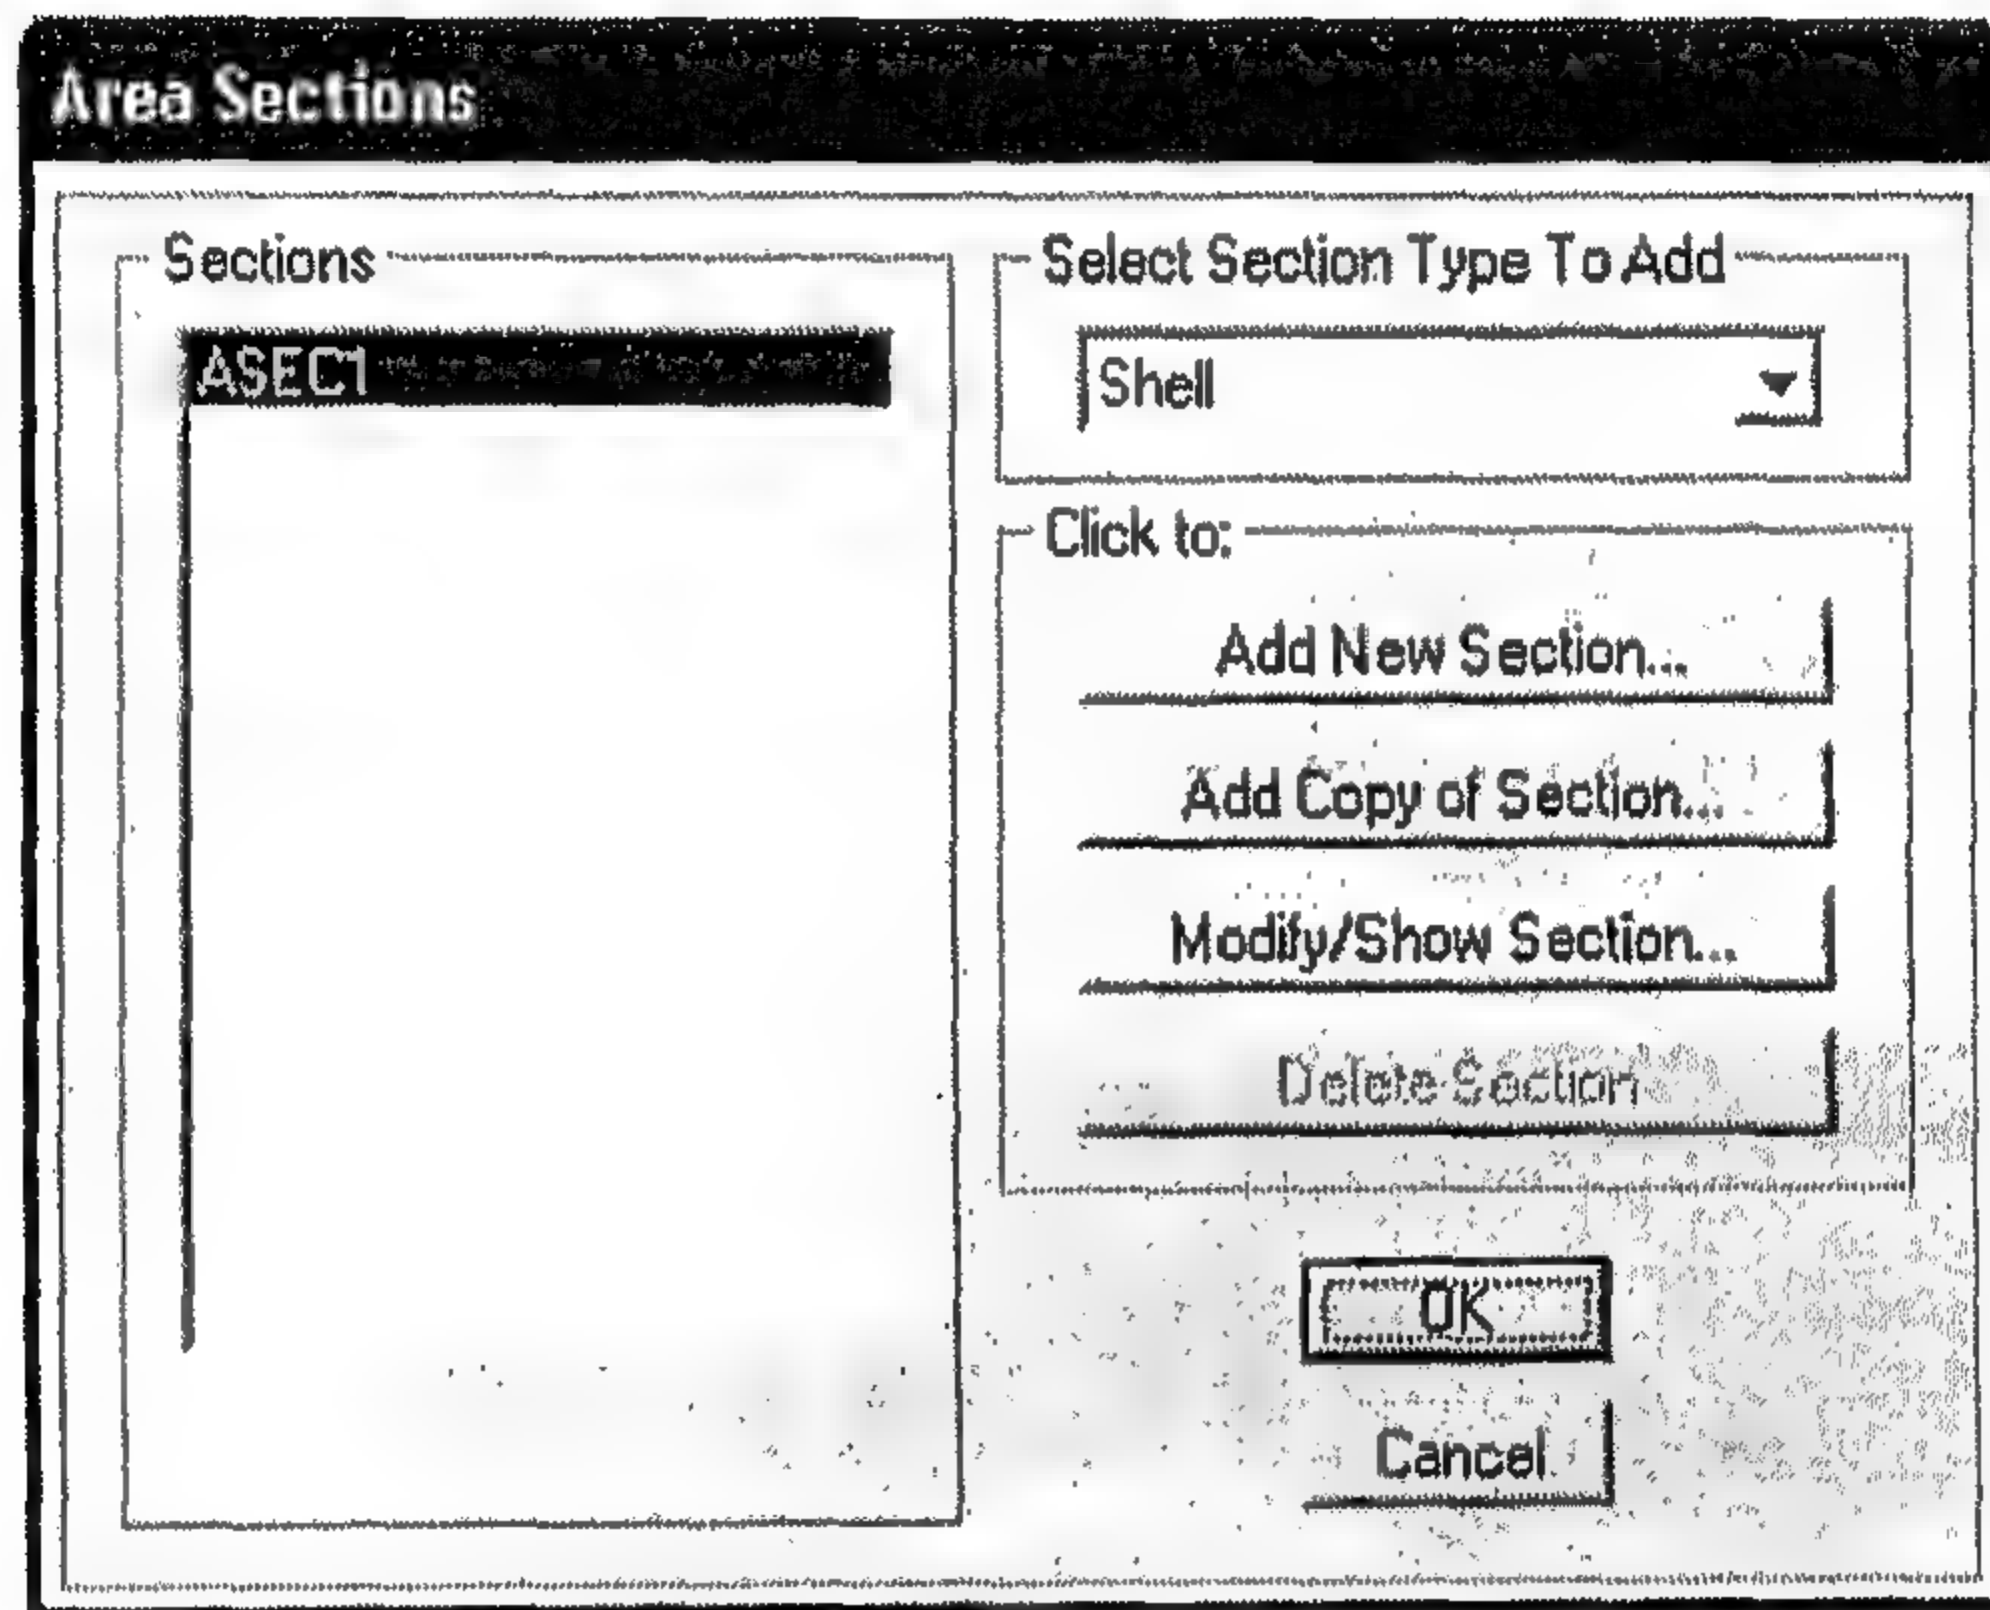 Area Sections
Sections
ASEC1
Select Section Type To Add
Shell
Click to:
Add New Section...
Add Copy of Section...
Modify/Show Section...
Delete Section
OK
Cancel